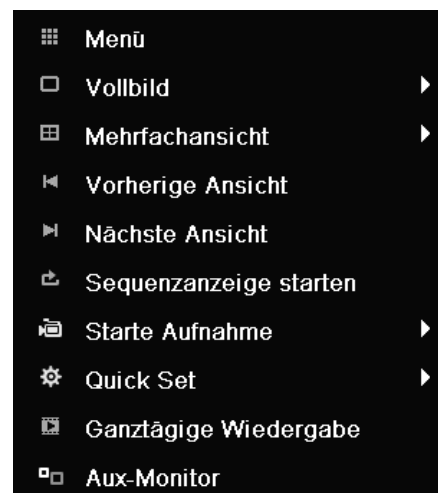 Menü
Vollbild
Mehrfachansicht
Vorherige Ansicht
Nächste Ansicht
Sequenzanzeige starten
Starte Aufnahme
Quick Set
Ganztägige Wiedergabe
Aux-Monitor